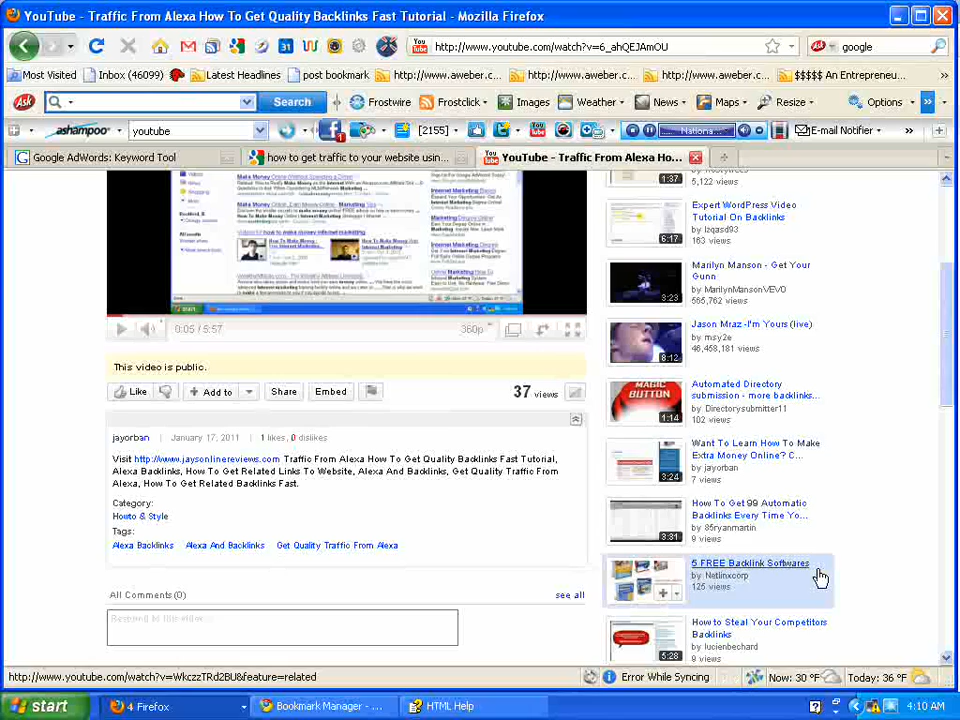 YouTube - Traffic From Alexa How To Get Quality Backlinks Fast Tutorial - Mozilla Firefox
http://www.youtube.com/watch?v=6_ahQEJAmOU
google
Most Visited
Inbox (46099)
Latest Headlines
post bookmark
http://www.aweber.c...
http://www.aweber.c...
http://www.aweber.c...
$$$$$ An Entrepreneu...
Ask
Search
Frostwire
Frostclick
Images
Weather
News
Maps
Resize
Options
ashampoo
youtube
[2155]
Nationa...
E-mail Notifier
Google AdWords: Keyword Tool
how to get traffic to your website usin...
YouTube - Traffic From Alexa Ho...
1:37
5,122 views
Expert WordPress Video
Tutorial On Backlinks
by Izqasd93
163 views
6:17
Marilyn Manson - Get Your
Gunn
by MarilynMansonVEVO
3:23
Jason Mraz -I'm Yours (live)
by msy2e
46,458,181 views
8:12
MAGIC
BUTTON
1:14
Automated Directory
submission - more backlinks...
by Directorysubmitter11
102 views
Want To Learn How To Make
Extra Money Online? C...
by jayorban
7 views
3:24
How To Get 99 Automatic
Backlinks Every Time Yo...
by 85ryanmartin
9 views
3:31
5 FREE Backlink Softwares
by Netlinxcorp
125 views
How to Steal Your Competitors
Backlinks
by lucienbechard
9 views
5:28
0:05 / 5:57
360p
This video is public.
Like
Add to
Share
Embed
37 views
jayorban
January 17, 2011
1 likes, 0 dislikes
Visit http://www.jaysonlinereviews.com Traffic From Alexa How To Get Quality Backlinks Fast Tutorial,
Alexa Backlinks, How To Get Related Links To Website, Alexa And Backlinks, Get Quality Traffic From
Alexa, How To Get Related Backlinks Fast.
Category:
Howto & Style
Tags:
Alexa Backlinks
Alexa And Backlinks
Get Quality Traffic From Alexa
All Comments (0)
see all
Respond to this video...
http://www.youtube.com/watch?v=WkczzTRd2BU&feature=related
Error While Syncing
Now: 30 °F
Today: 36 °F
start
4 Firefox
Bookmark Manager - ...
HTML Help
4:10 AM